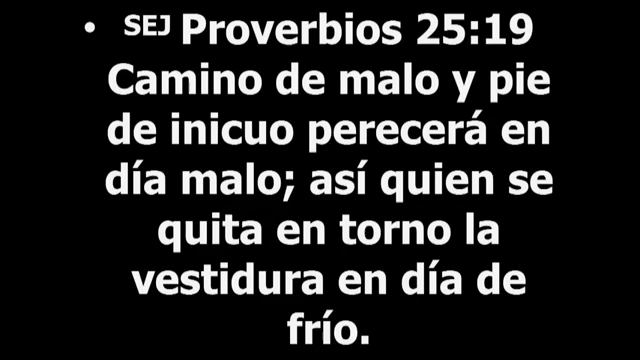 • SEJ Proverbios 25:19
Camino de malo y pie
de inicuo perecerá en
día malo; así quien se
quita en torno la
vestidura en día de
frío.